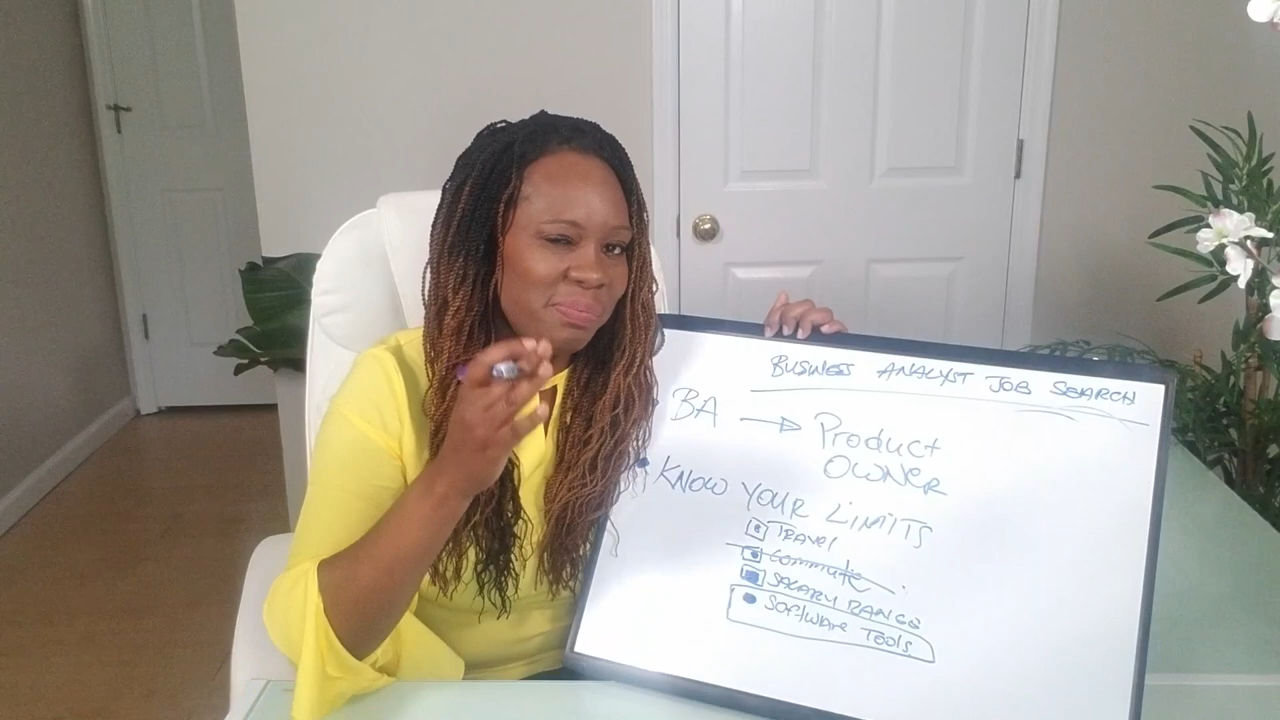 BUSINESS ANALYST JOB SEARCH
BA → Product
OWNER
• KNOW YOUR LIMITS
TRAVEL
Commute
SALARY RANGE
• Software Tools